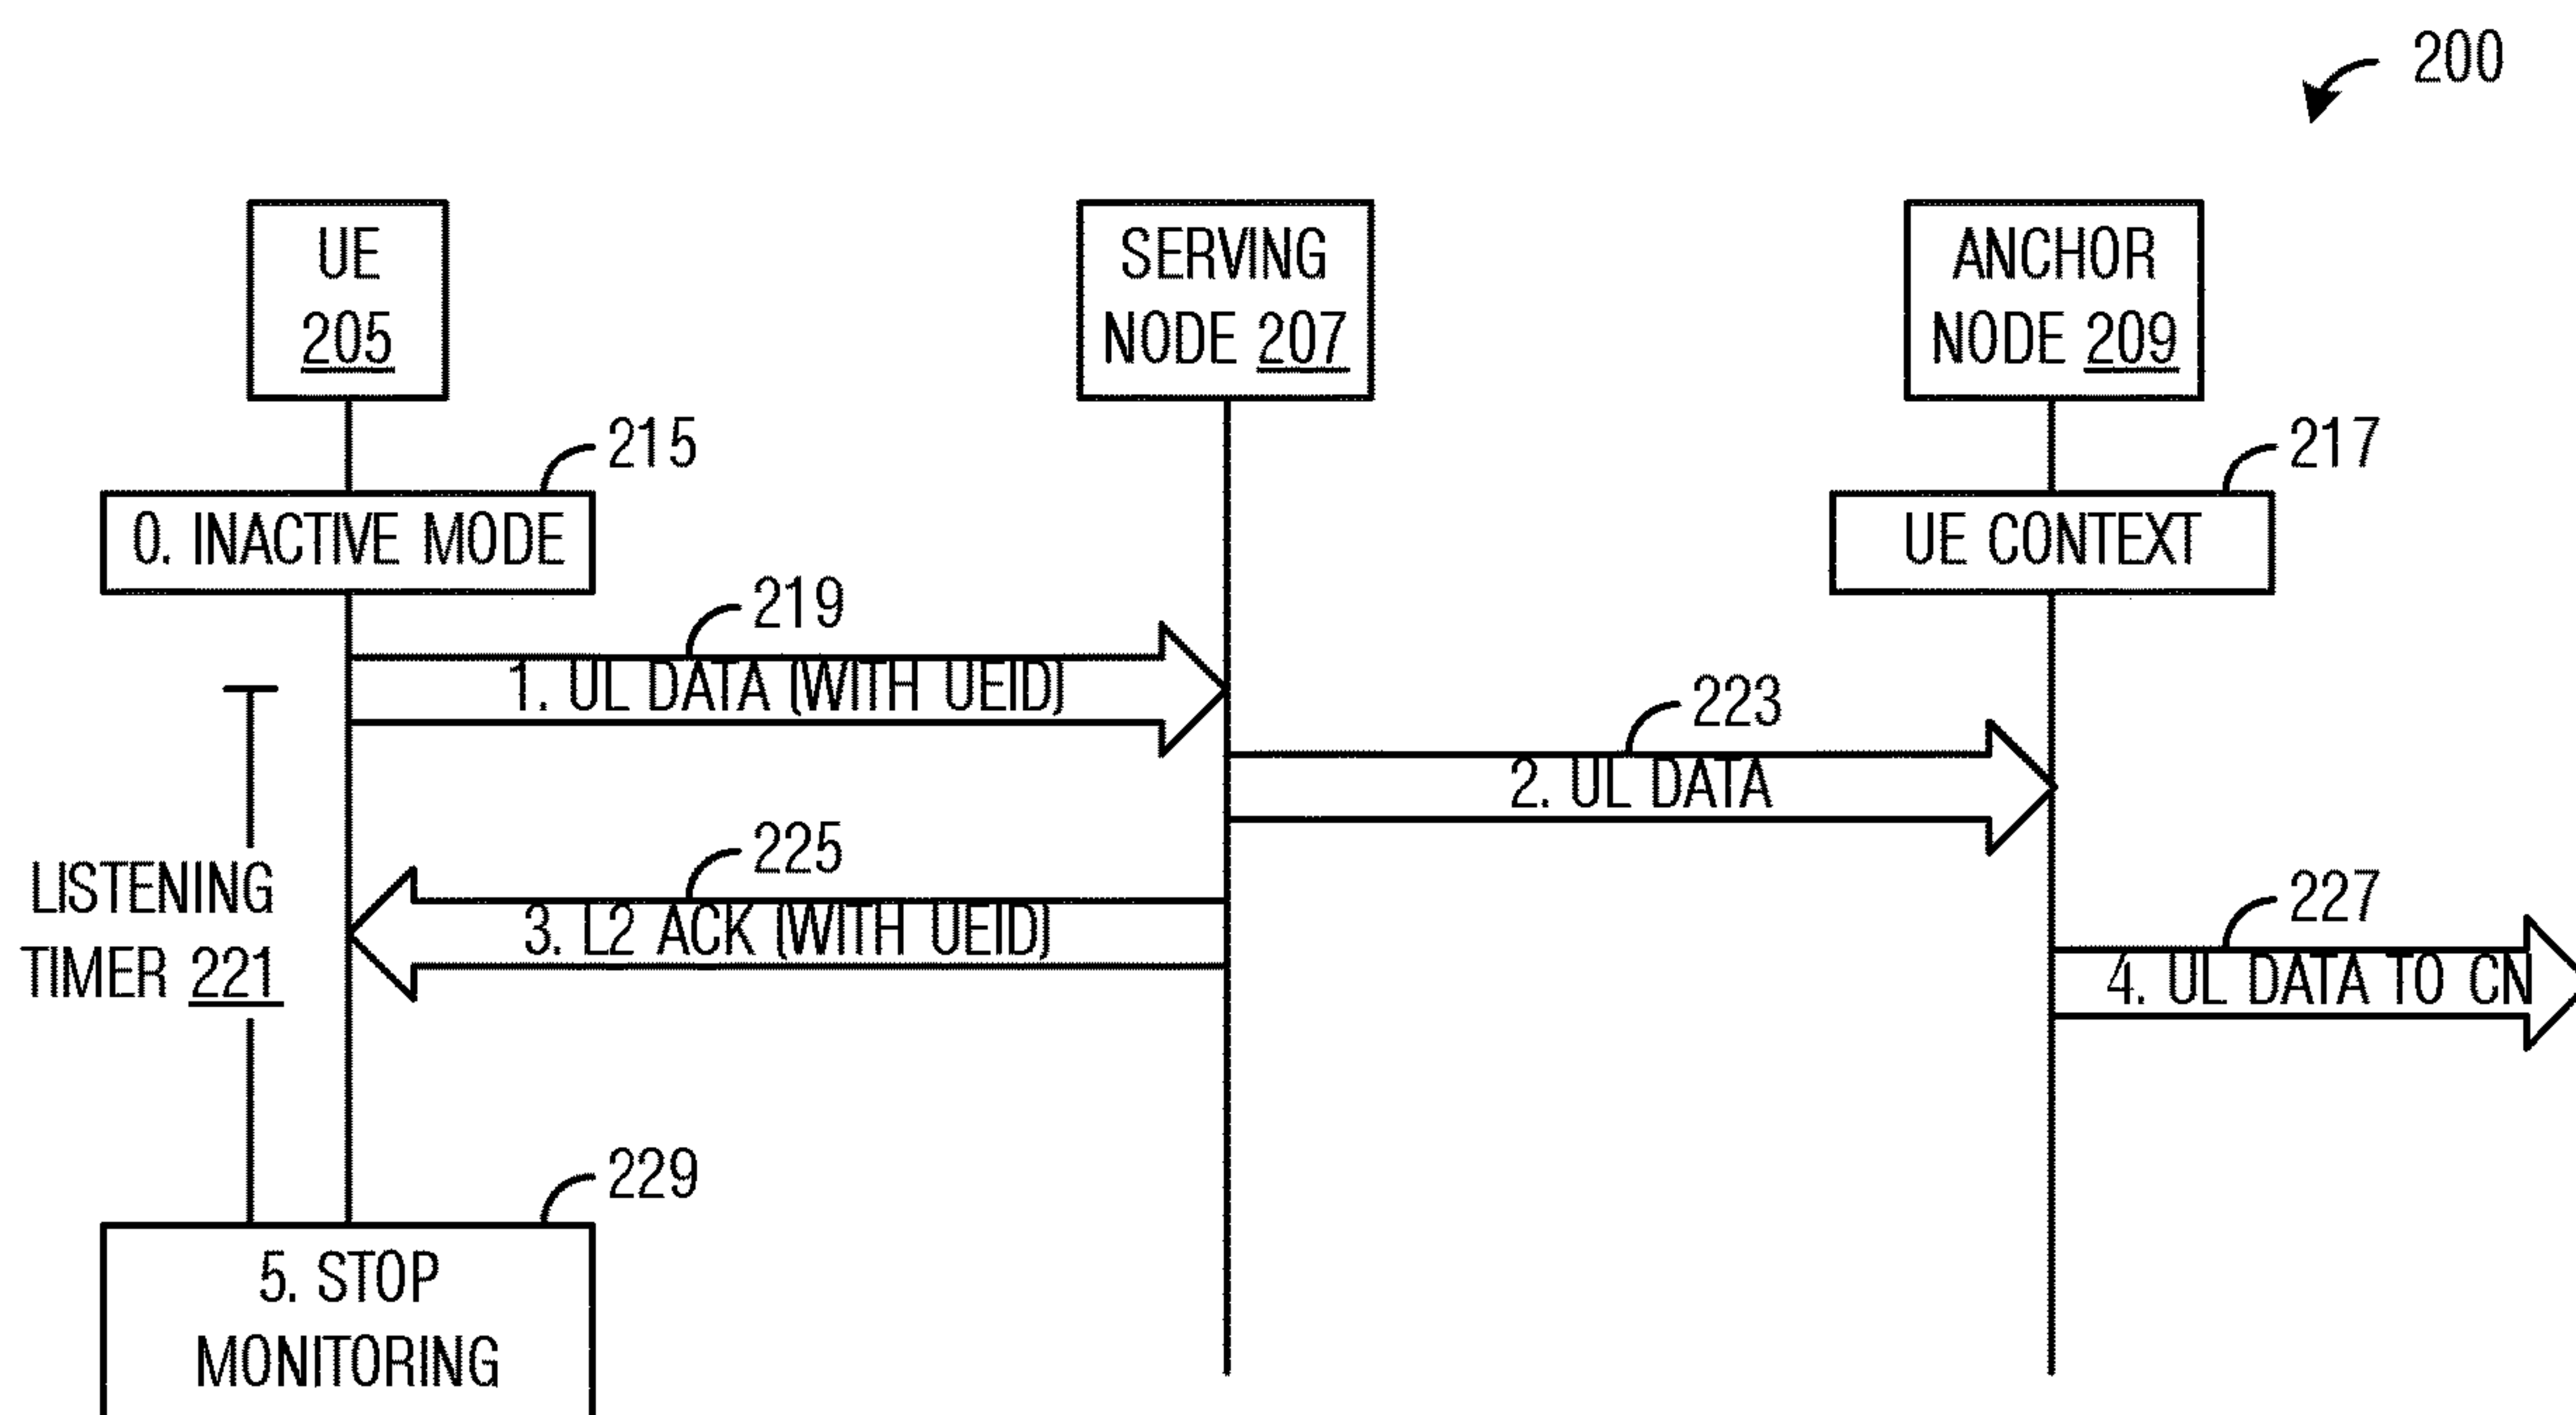 200
UE
205
SERVING
NODE 207
ANCHOR
NODE 209
215
217
0. INACTIVE MODE
UE CONTEXT
219
1. UL DATA (WITH UEID)
223
2. UL DATA
225
LISTENING
TIMER 221
3. L2 ACK (WITH UEID)
227
4. UL DATA TO CN
229
5. STOP
MONITORING